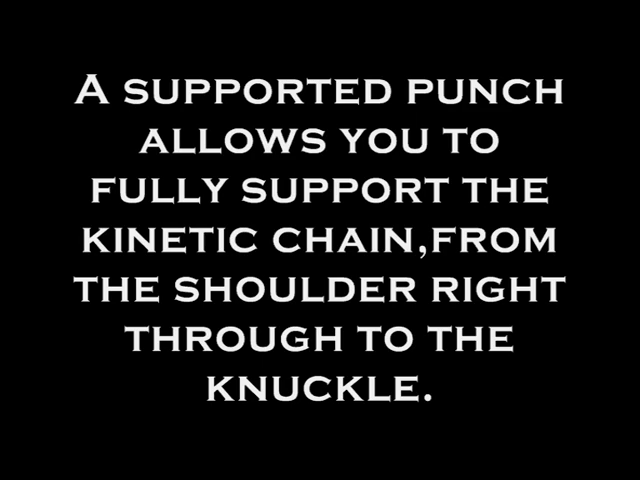 A SUPPORTED PUNCH
ALLOWS YOU TO
FULLY SUPPORT THE
KINETIC CHAIN,FROM
THE SHOULDER RIGHT
THROUGH TO THE
KNUCKLE.